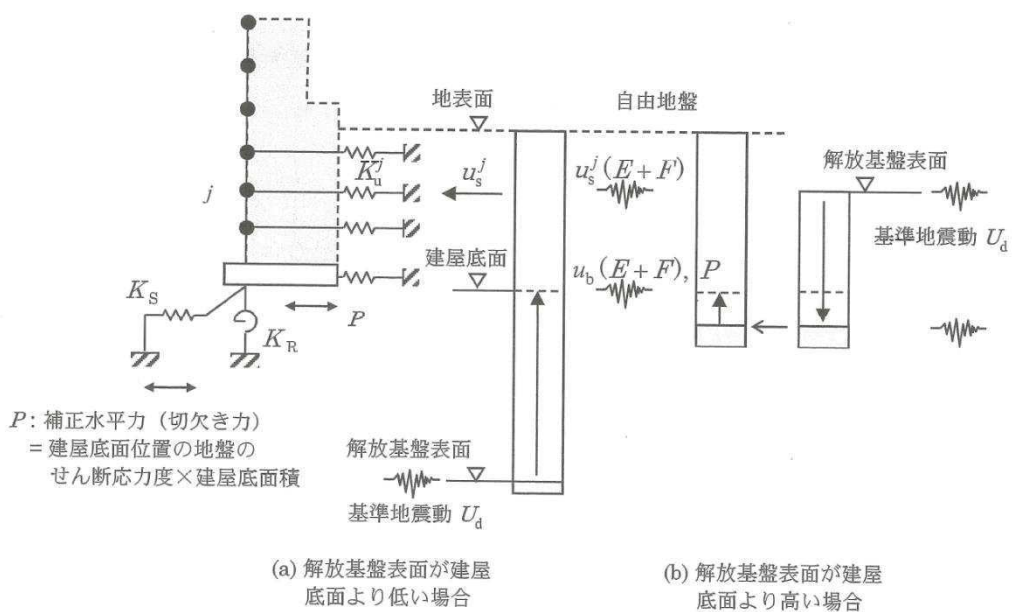 地表面
自由地盤
解放基盤表面
K_u^j
u_s^j
u_s^j (E+F)
j
基準地震動 U_d
建屋底面
u_b (E+F), P
K_S
P
K_R
P: 補正水平力（切欠き力）
= 建屋底面位置の地盤の
せん断応力度×建屋底面積
解放基盤表面
基準地震動 U_d
(a) 解放基盤表面が建屋
底面より低い場合
(b) 解放基盤表面が建屋
底面より高い場合